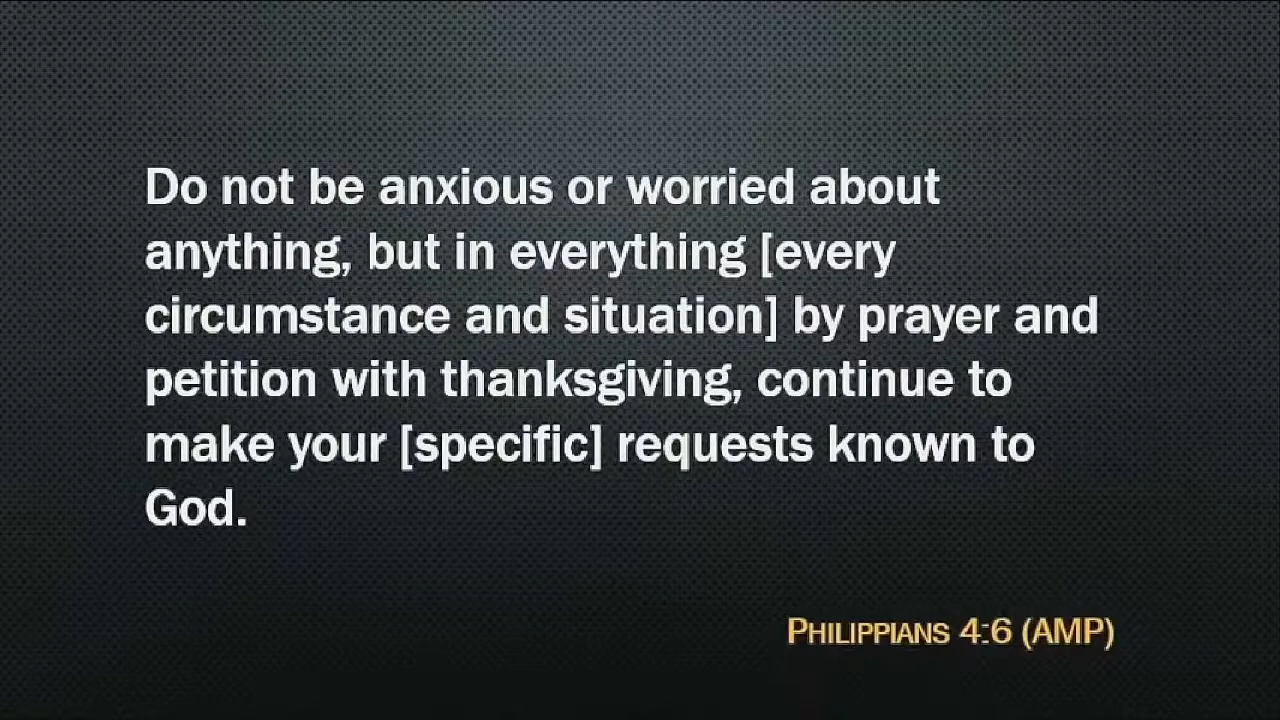 Do not be anxious or worried about
anything, but in everything [every
circumstance and situation] by prayer and
petition with thanksgiving, continue to
make your [specific] requests known to
God.
Philippians 4:6 (AMP)